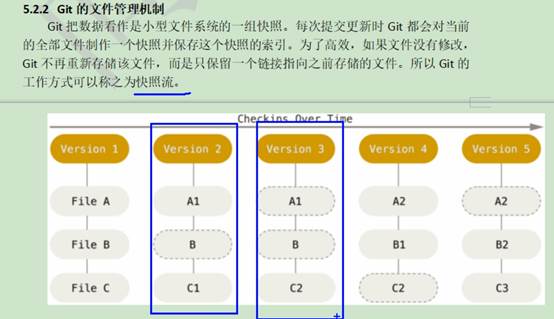 5.2.2 Git 的文件管理机制
Git 把数据看作是小型文件系统的一组快照。每次提交更新时 Git 都会对当前
的全部文件制作一个快照并保存这个快照的索引。为了高效，如果文件没有修改，
Git 不再重新存储该文件，而是只保留一个链接指向之前存储的文件。所以 Git 的
工作方式可以称之为快照流。
Checkins Over Time
Version 1 Version 2 Version 3 Version 4 Version 5
File A A1 A1 A2 A2
File B B B B1 B2
File C C1 C2 C2 C3